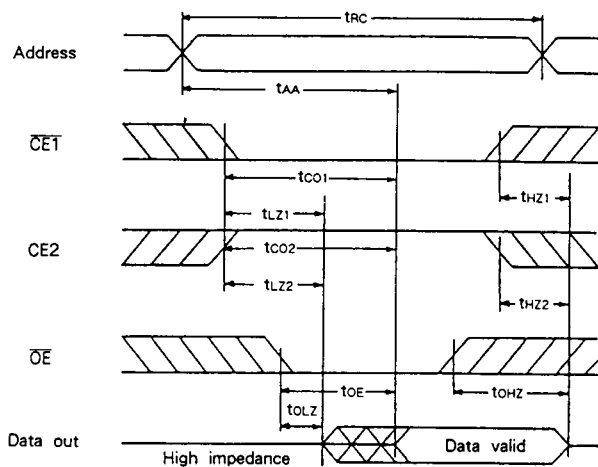 tRC
Address
tAA
CE1
tCO1
tHZ1
tLZ1
CE2
tCO2
tLZ2
tHZ2
OE
tOE
tOHZ
tOLZ
Data out
High impedance
Data valid